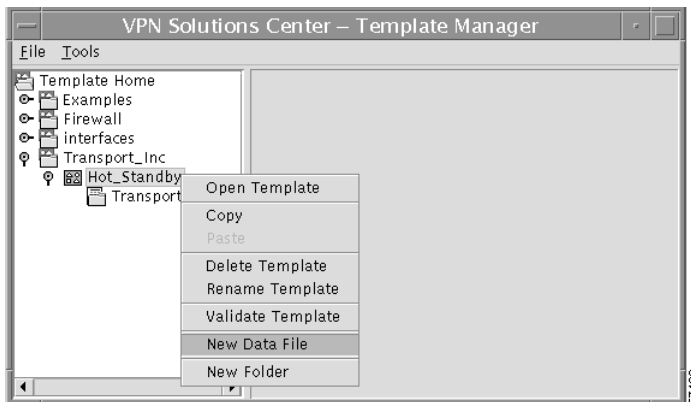 VPN Solutions Center – Template Manager
File Tools
Template Home
Examples
Firewall
interfaces
Transport_Inc
Hot_Standby
Transport
Open Template
Copy
Paste
Delete Template
Rename Template
Validate Template
New Data File
New Folder